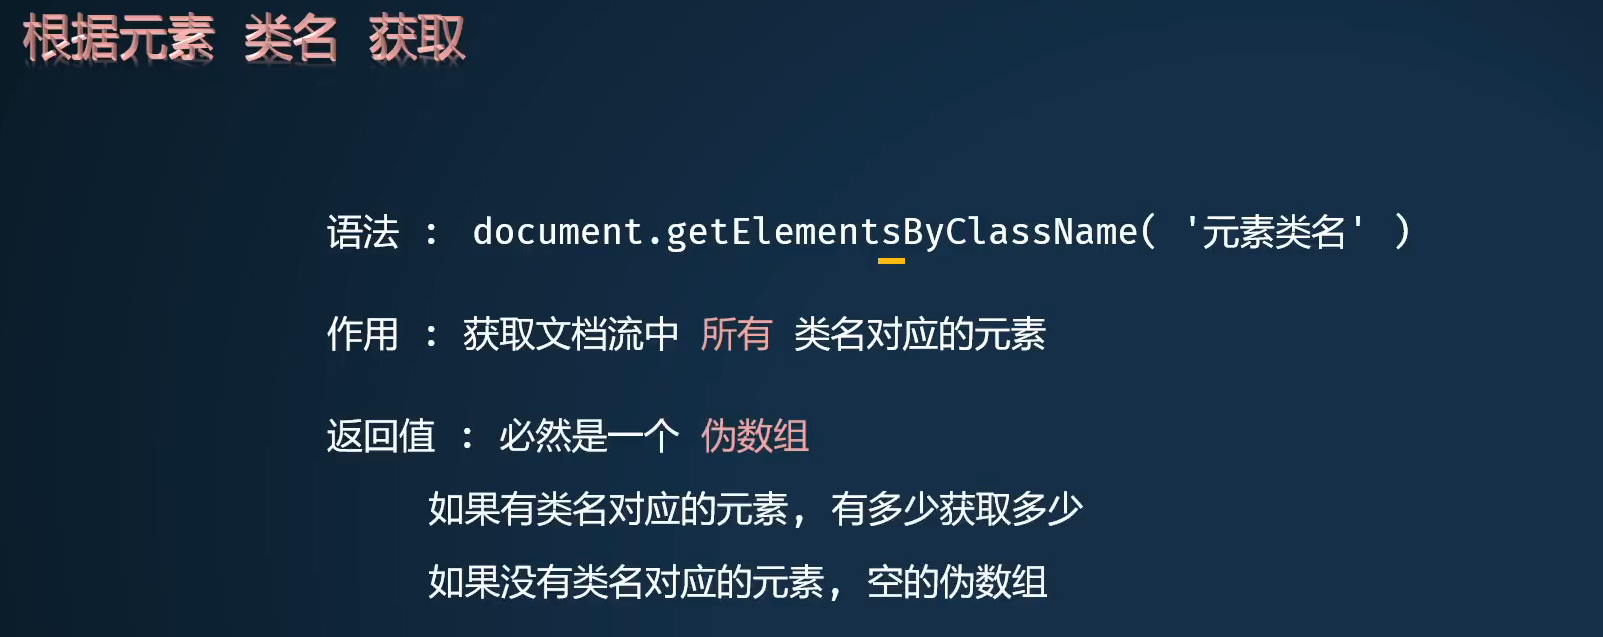 根据元素 类名 获取
语法 : document.getElementsByClassName( '元素类名' )
作用 : 获取文档流中 所有 类名对应的元素
返回值 : 必然是一个 伪数组
如果有类名对应的元素, 有多少获取多少
如果没有类名对应的元素, 空的伪数组